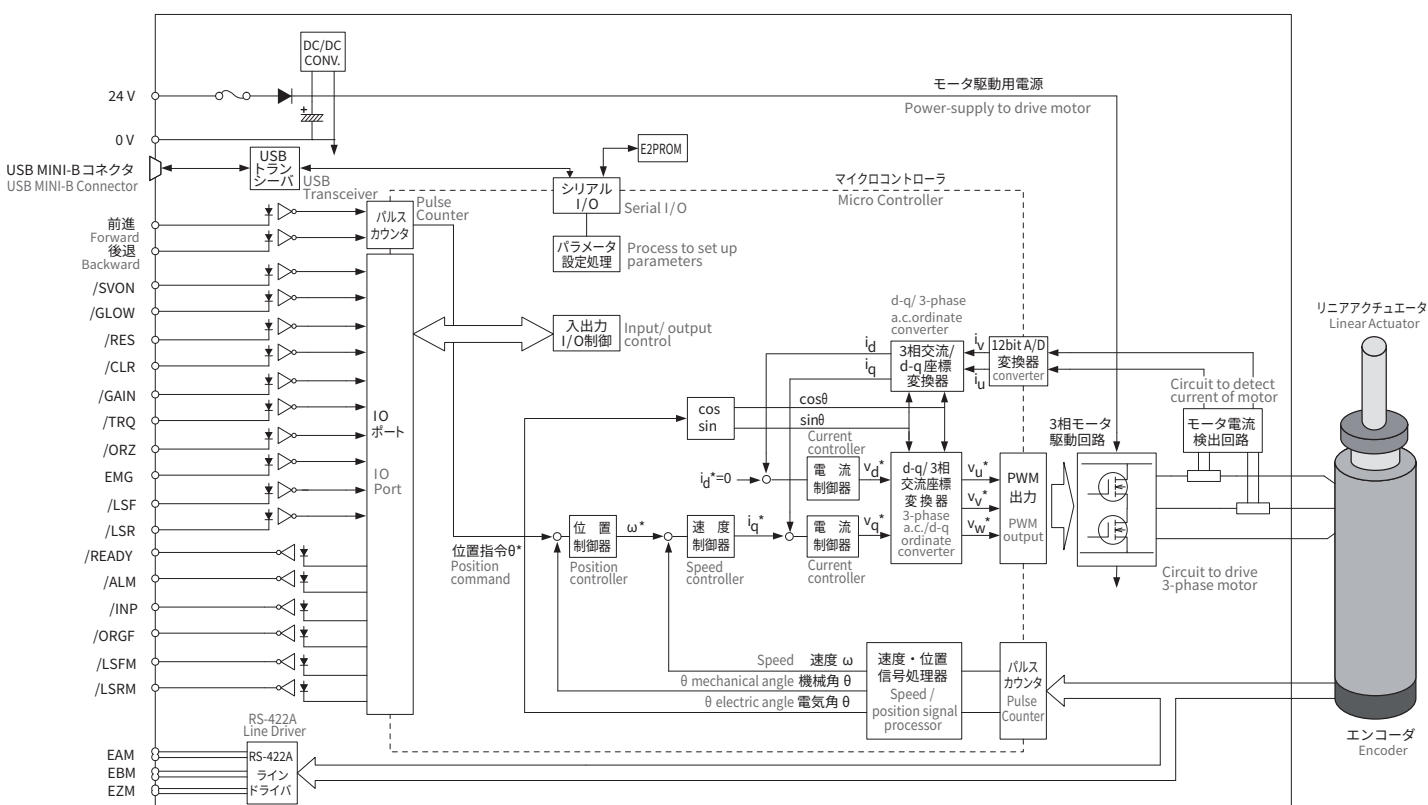 DC/DC
CONV.
24 V
+
0 V
モータ駆動用電源
Power-supply to drive motor
USB MINI-Bコネクタ
USB MINI-B Connector
USB
トラン
シーバ
USB
Transceiver
E2PROM
シリアル
I/O
Serial I/O
パラメータ
設定処理
Process to set up
parameters
マイクロコントローラ
Micro Controller
前進
Forward
後退
Backward
パルス
カウンタ
Pulse
Counter
/SVON
/GLOW
/RES
/CLR
/GAIN
/TRQ
/ORZ
EMG
/LSF
/LSR
/READY
/ALM
/INP
/ORGF
/LSFM
/LSRM
IO
ポート
IO
Port
入出力
I/O制御
Input/ output
control
d-q/ 3-phase
a.c.ordinate
converter
3相交流/
d-q座標
変換器
id
iq
iv
iu
12bit A/D
変換器
converter
cos
sin
cosθ
sinθ
Circuit to detect
current of motor
モータ電流
検出回路
3相モータ
駆動回路
id*=0
Current
controller
電 流
制御器
vd*
d-q/ 3相
交流座標
変換器
3-phase
a.c./d-q
ordinate
converter
vu*
vv*
vw*
PWM
出力
PWM
output
位置指令θ*
Position
command
位 置
制御器
Position
controller
ω*
速 度
制御器
Speed
controller
iq*
電 流
制御器
Current
controller
vq*
Circuit to drive
3-phase motor
Speed 速度 ω
θ mechanical angle 機械角 θ
θ electric angle 電気角 θ
速度・位置
信号処理器
Speed /
position signal
processor
パルス
カウンタ
Pulse
Counter
リニアアクチュエータ
Linear Actuator
エンコーダ
Encoder
RS-422A
Line Driver
EAM
EBM
EZM
RS-422A
ライン
ドライバ